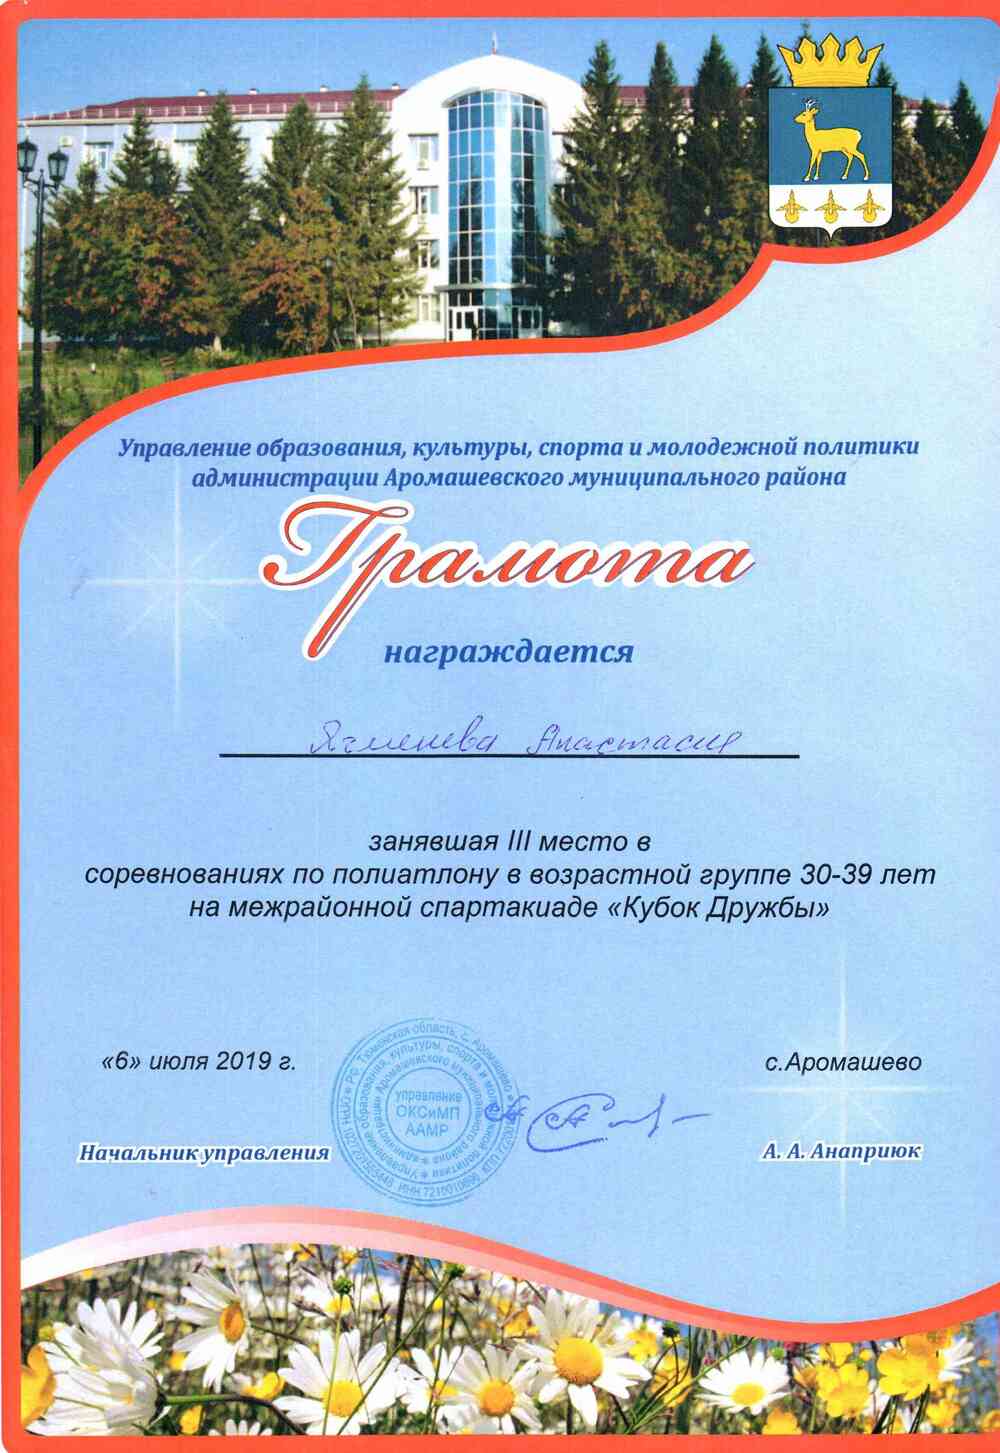 Управление образования, культуры, спорта и молодежной политики
администрации Аромашевского муниципального района
Грамота
награждается
Ячменева Анастасия
занявшая III место в
соревнованиях по полиатлону в возрастной группе 30-39 лет
на межрайонной спартакиаде «Кубок Дружбы»
«6» июля 2019 г.
с.Аромашево
управление
ОКСиМП
ААМР
Начальник управления
А. А. Анаприюк